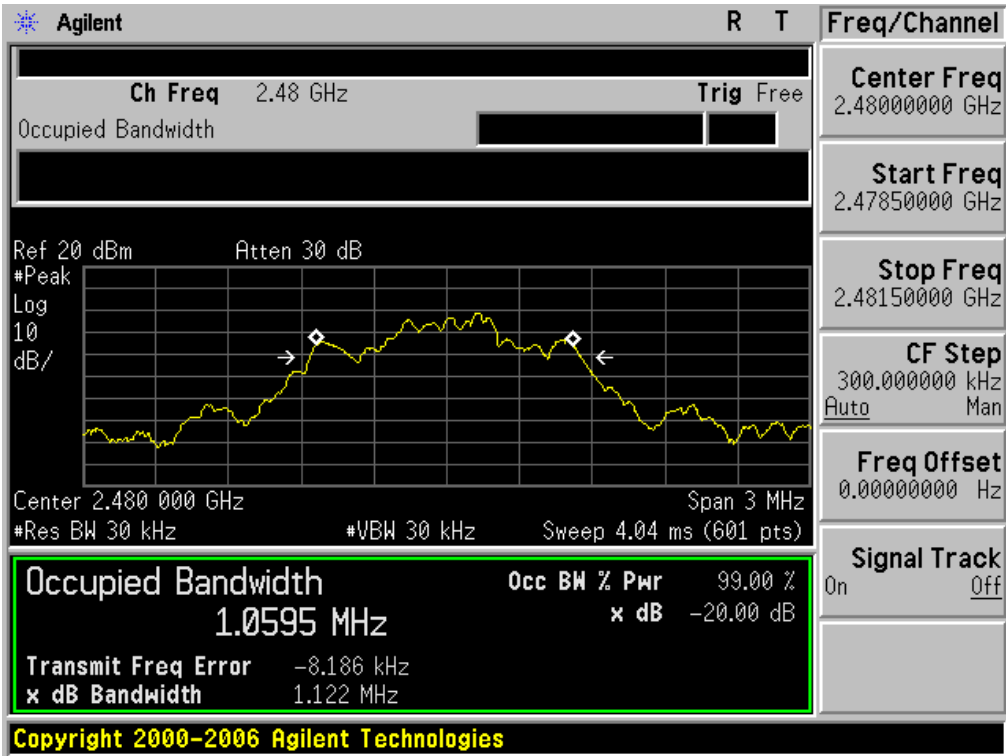 Agilent R T Freq/Channel
Ch Freq 2.48 GHz Trig Free
Occupied Bandwidth
Center Freq
2.48000000 GHz
Start Freq
2.47850000 GHz
Stop Freq
2.48150000 GHz
CF Step
300.000000 kHz
Auto Man
Freq Offset
0.00000000 Hz
Signal Track
On Off
Ref 20 dBm Atten 30 dB
#Peak
Log
10
dB/
Center 2.480 000 GHz Span 3 MHz
#Res BW 30 kHz #VBW 30 kHz Sweep 4.04 ms (601 pts)
Occupied Bandwidth Occ BW % Pwr 99.00 %
1.0595 MHz x dB -20.00 dB
Transmit Freq Error -8.186 kHz
x dB Bandwidth 1.122 MHz
Copyright 2000-2006 Agilent Technologies